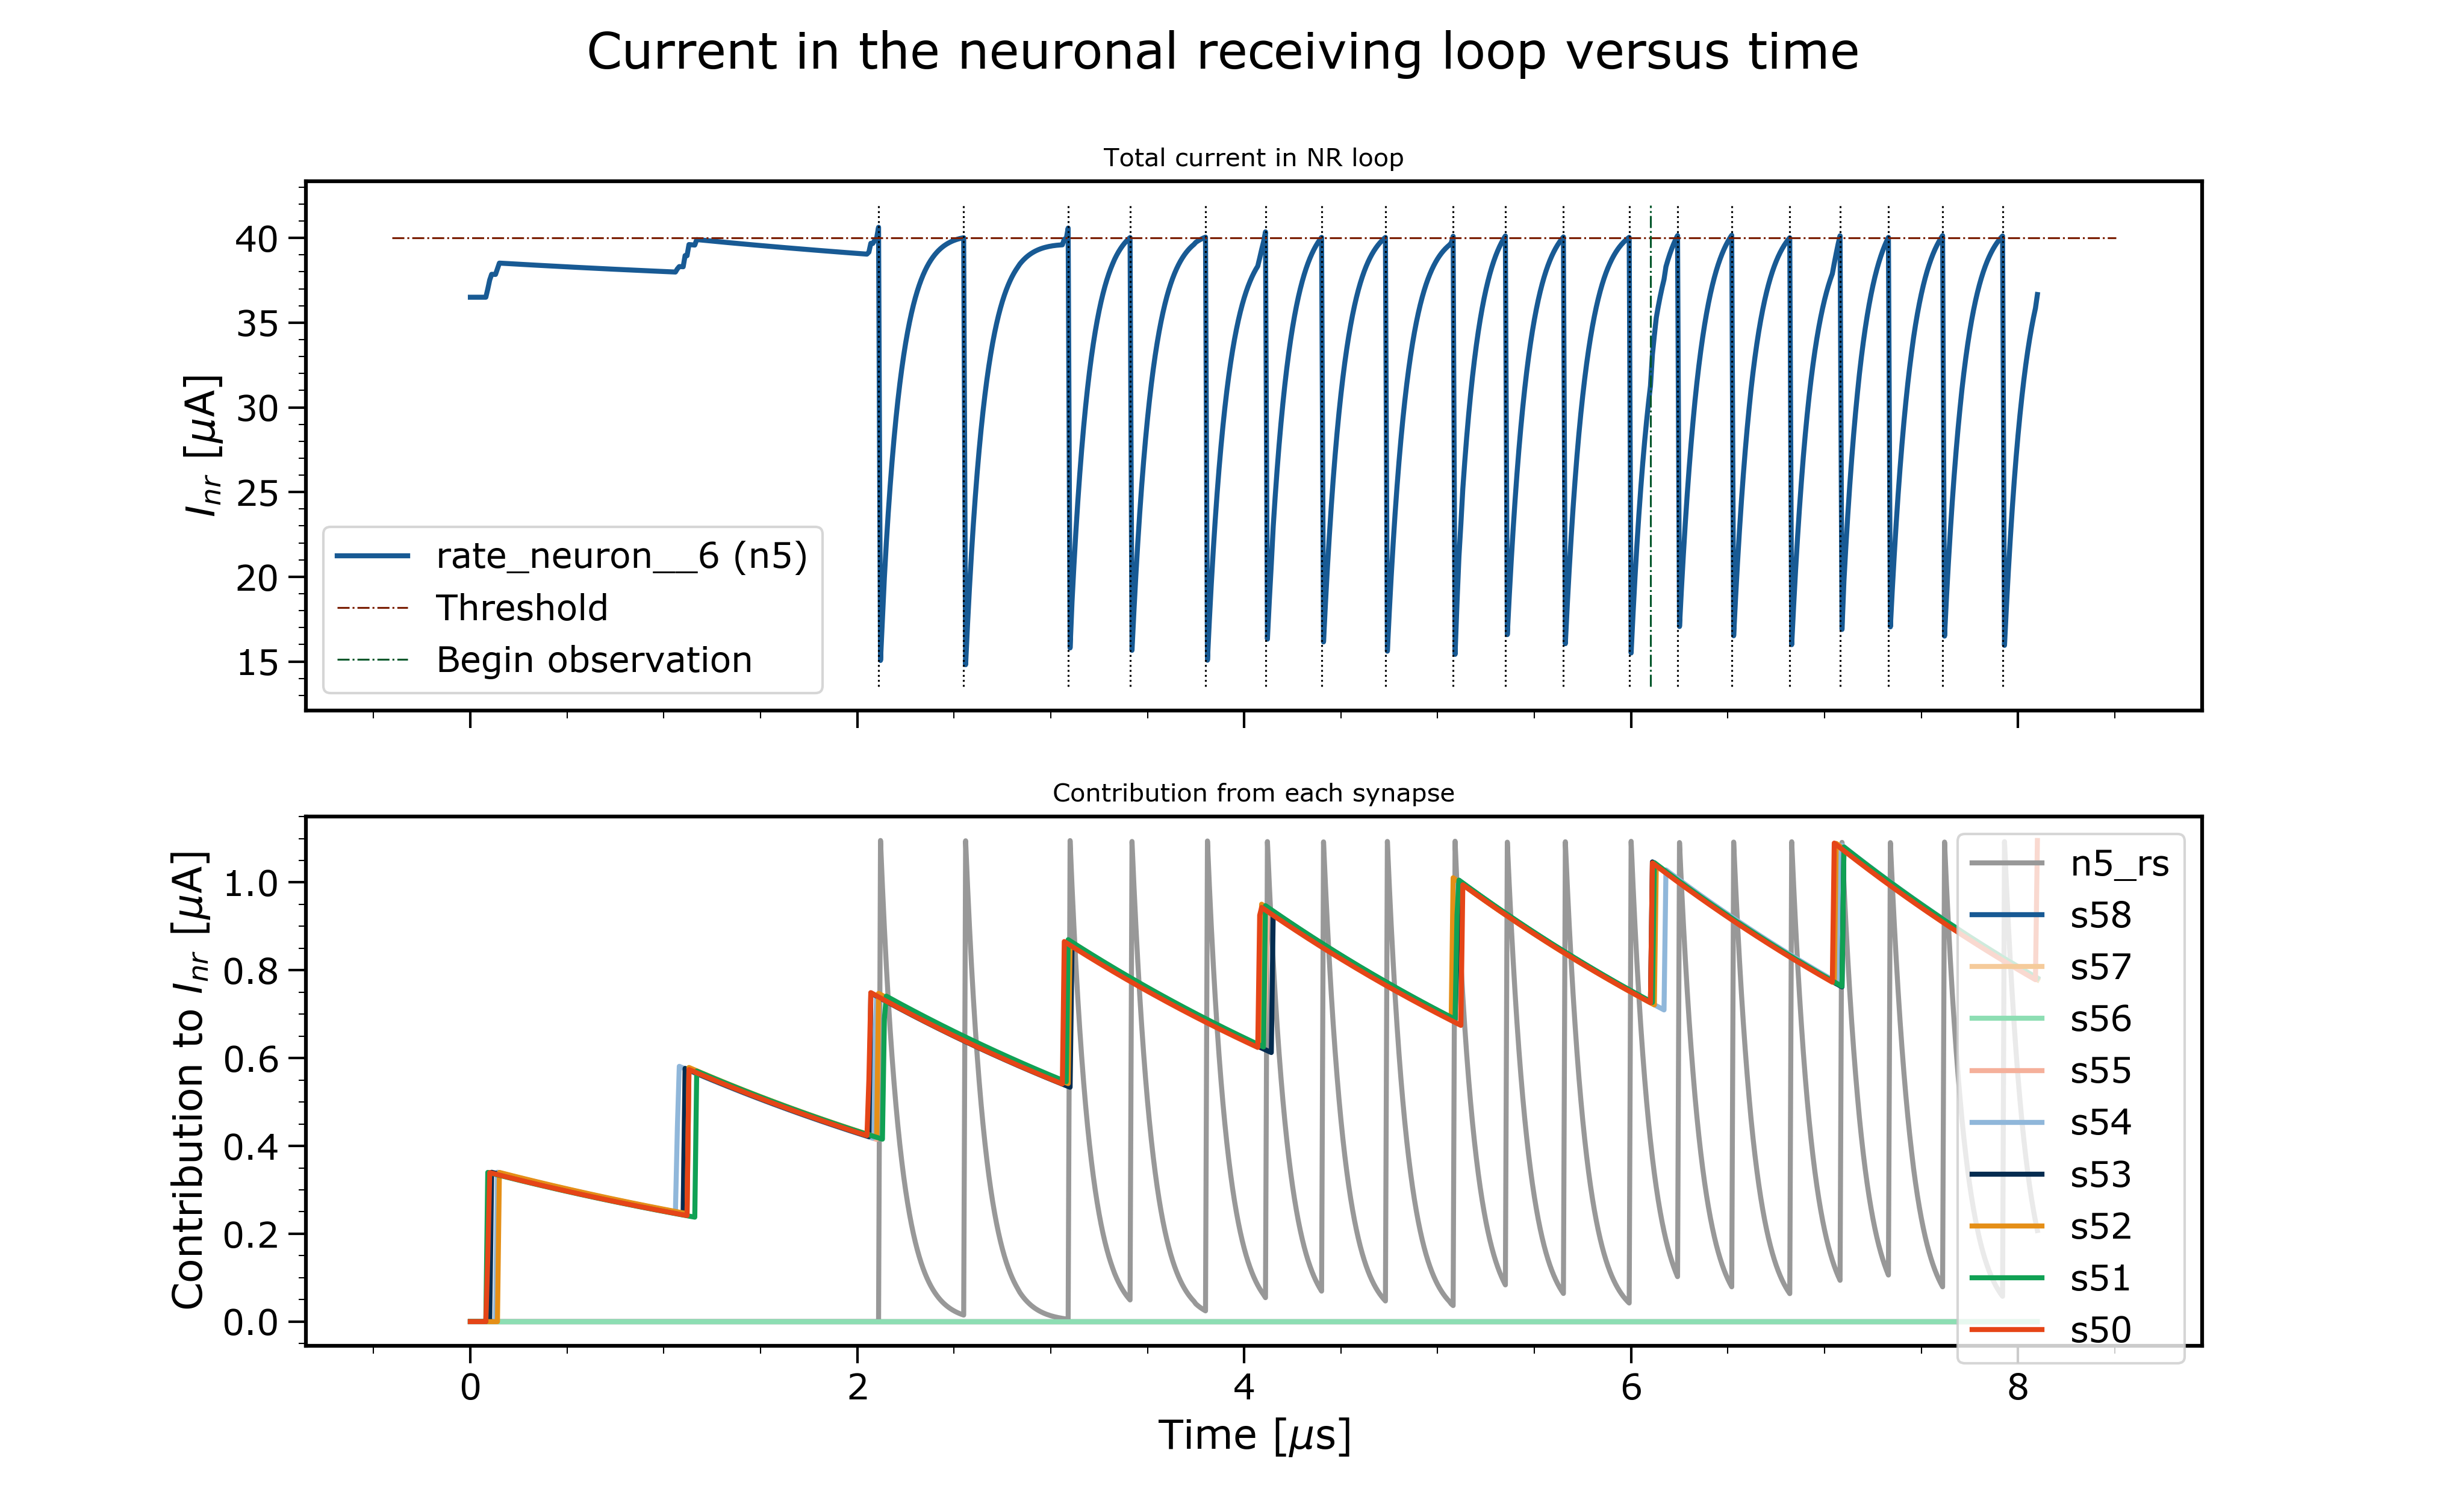 Current in the neuronal receiving loop versus time
Total current in NR loop
I_nr [μA]
40
35
30
25
20
15
rate_neuron__6 (n5)
Threshold
Begin observation
Contribution from each synapse
Contribution to I_nr [μA]
1.0
0.8
0.6
0.4
0.2
0.0
n5_rs
s58
s57
s56
s55
s54
s53
s52
s51
s50
0 2 4 6 8
Time [μs]